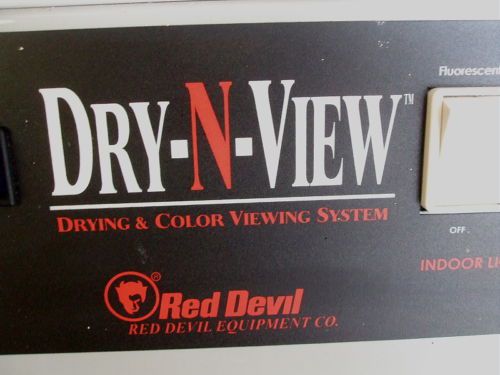 Fluorescent
DRY-N-VIEW™
DRYING & COLOR VIEWING SYSTEM
OFF
INDOOR LI
® Red Devil
RED DEVIL EQUIPMENT CO.